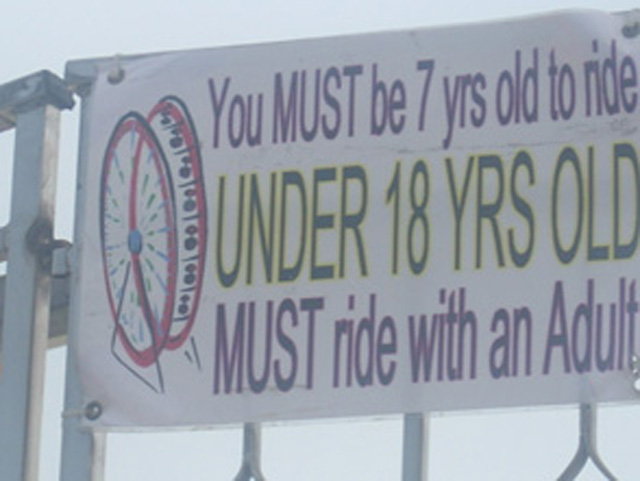 You MUST be 7 yrs old to ride
UNDER 18 YRS OLD
MUST ride with an Adult